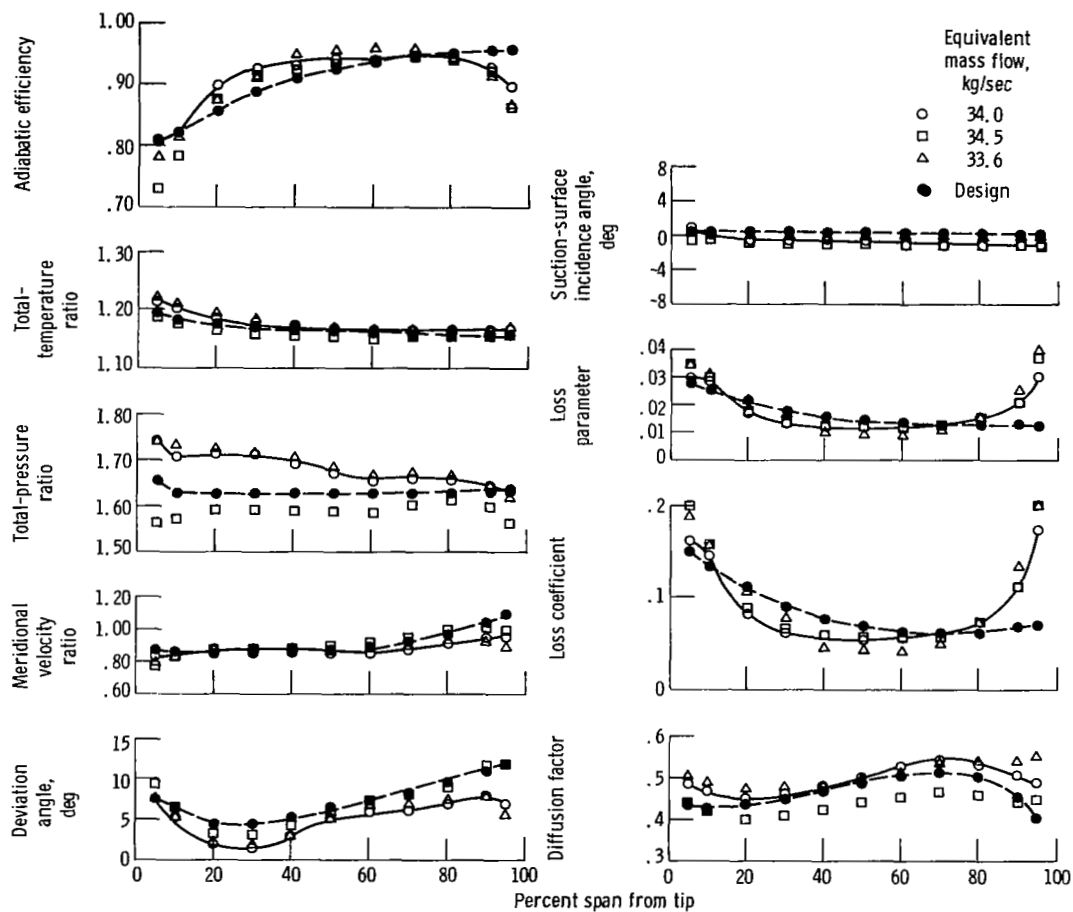 Adiabatic efficiency
1.00
.90
.80
.70
Total-
temperature
ratio
1.30
1.20
1.10
Total-pressure
ratio
1.80
1.70
1.60
1.50
Meridional
velocity
ratio
1.20
1.00
.80
.60
Deviation
angle,
deg
15
10
5
0
0 20 40 60 80 100
Equivalent
mass flow,
kg/sec
34.0
34.5
33.6
Design
Suction-surface
incidence angle,
deg
8
4
0
-4
-8
Loss
parameter
.04
.03
.02
.01
0
Loss coefficient
.2
.1
0
Diffusion factor
.6
.5
.4
.3
0 20 40 60 80 100
Percent span from tip